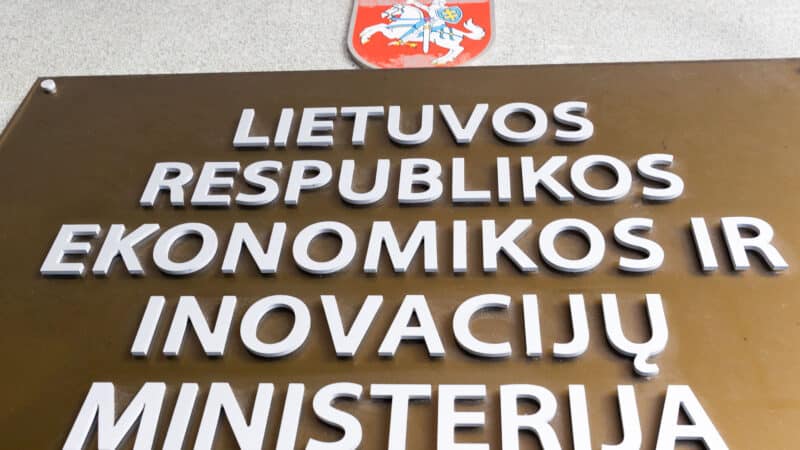 LIETUVOS
RESPUBLIKOS
EKONOMIKOS IR
INOVACIJŲ
MINISTERIJA